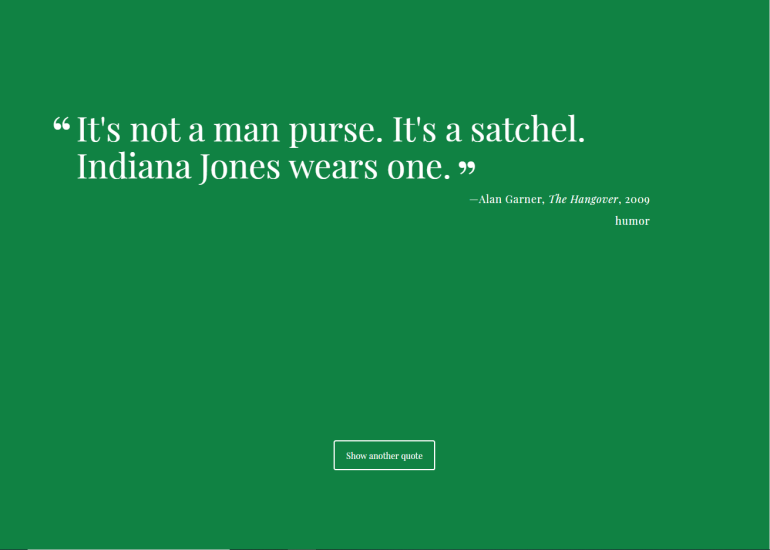 “ It's not a man purse. It's a satchel.
Indiana Jones wears one. ”
—Alan Garner, The Hangover, 2009
humor
Show another quote